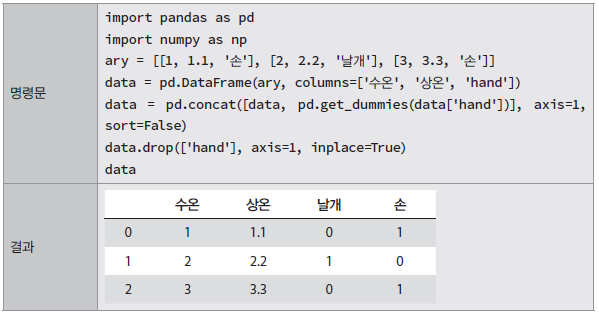 명령문
import pandas as pd
import numpy as np
ary = [[1, 1.1, '손'], [2, 2.2, '날개'], [3, 3.3, '손']]
data = pd.DataFrame(ary, columns=['수온', '상온', 'hand'])
data = pd.concat([data, pd.get_dummies(data['hand'])], axis=1,
sort=False)
data.drop(['hand'], axis=1, inplace=True)
data
결과
수온 상온 날개 손
0 1 1.1 0 1
1 2 2.2 1 0
2 3 3.3 0 1